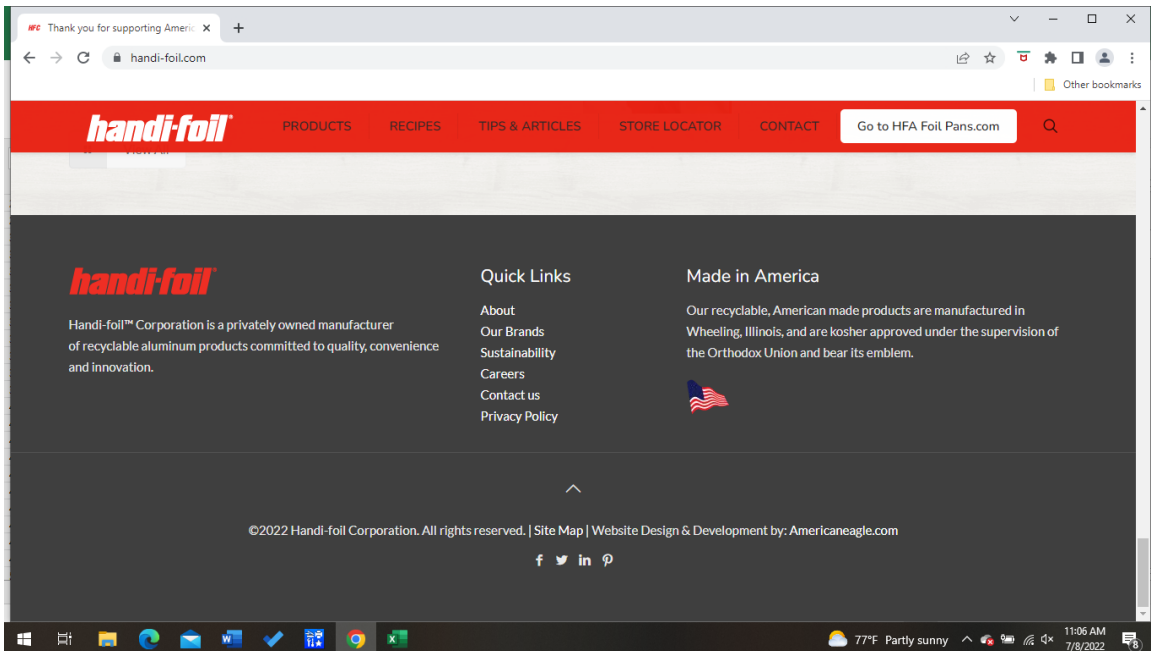 HFC Thank you for supporting Americ
handi-foil.com
Other bookmarks
handi-foil®
PRODUCTS
RECIPES
TIPS & ARTICLES
STORE LOCATOR
CONTACT
Go to HFA Foil Pans.com
View All
handi-foil®
Handi-foil™ Corporation is a privately owned manufacturer
of recyclable aluminum products committed to quality, convenience
and innovation.
Quick Links
About
Our Brands
Sustainability
Careers
Contact us
Privacy Policy
Made in America
Our recyclable, American made products are manufactured in
Wheeling, Illinois, and are kosher approved under the supervision of
the Orthodox Union and bear its emblem.
©2022 Handi-foil Corporation. All rights reserved. | Site Map | Website Design & Development by: Americaneagle.com
77°F Partly sunny
11:06 AM
7/8/2022
8